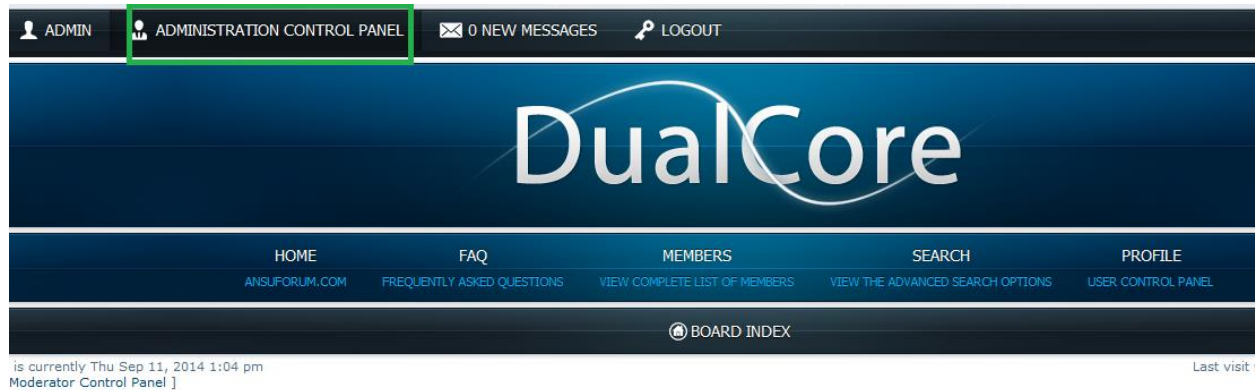 ADMIN ADMINISTRATION CONTROL PANEL 0 NEW MESSAGES LOGOUT
DualCore
HOME FAQ MEMBERS SEARCH PROFILE
ANSUFORUM.COM FREQUENTLY ASKED QUESTIONS VIEW COMPLETE LIST OF MEMBERS VIEW THE ADVANCED SEARCH OPTIONS USER CONTROL PANEL
BOARD INDEX
is currently Thu Sep 11, 2014 1:04 pm Last visit
Moderator Control Panel ]